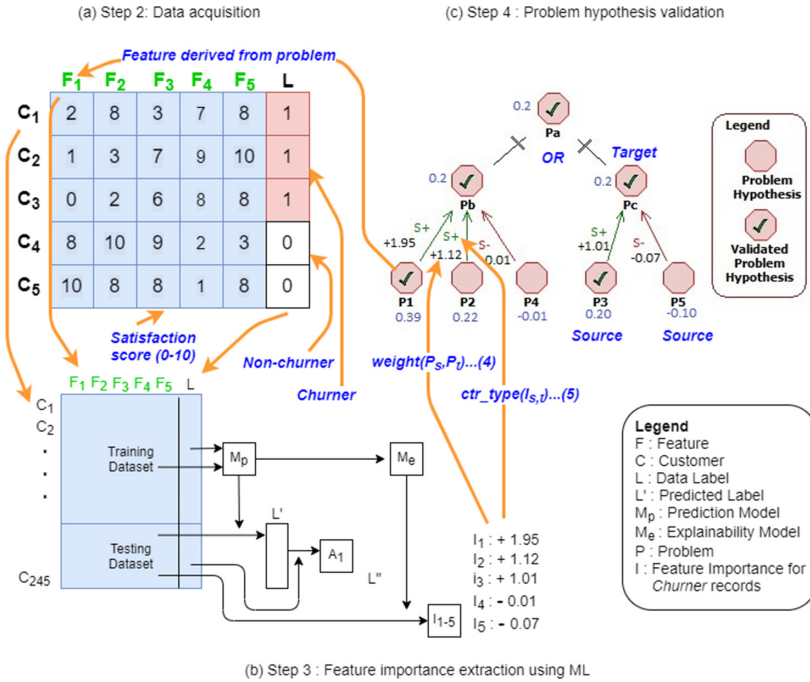 (a) Step 2: Data acquisition
(c) Step 4 : Problem hypothesis validation
Feature derived from problem
F1 F2 F3 F4 F5 L
C1 2 8 3 7 8 1
C2 1 3 7 9 10 1
C3 0 2 6 8 8 1
C4 8 10 9 2 3 0
C5 10 8 8 1 8 0
Satisfaction
score (0-10)
Non-churner
Churner
0.2
Pa
OR
Target
0.2
Pb
0.2
Pc
S+
+1.95
S+
+1.12
S-
-0.01
S+
+1.01
S-
-0.07
P1
0.39
P2
0.22
P4
-0.01
P3
0.20
P5
-0.10
Source
Source
Legend
Problem
Hypothesis
Validated
Problem
Hypothesis
weight(Ps,Pt)...(4)
ctr_type(Is,t)...(5)
F1 F2 F3 F4 F5 L
C1
C2
C245
Training
Dataset
Testing
Dataset
Mp
Me
L'
A1
L''
I1-5
I1 : + 1.95
I2 : + 1.12
I3 : + 1.01
I4 : - 0.01
I5 : - 0.07
Legend
F : Feature
C : Customer
L : Data Label
L' : Predicted Label
Mp : Prediction Model
Me : Explainability Model
P : Problem
I : Feature Importance for
Churner records
(b) Step 3 : Feature importance extraction using ML